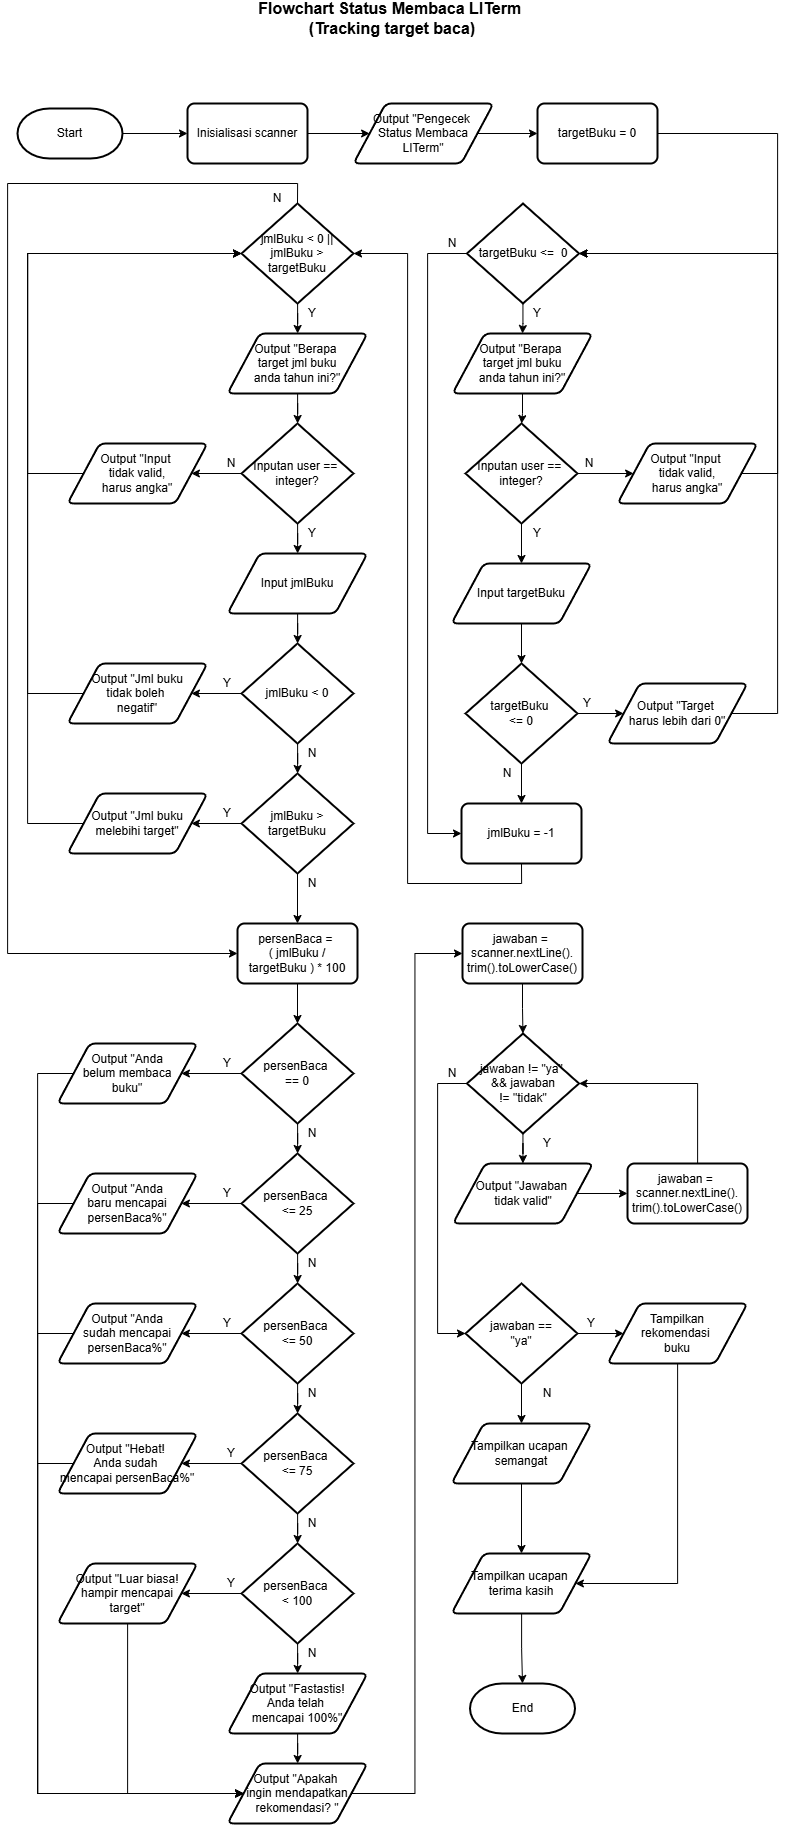 Flowchart Status Membaca LITerm
(Tracking target baca)
Start
Inisialisasi scanner
Output "Pengecek
Status Membaca
LITerm"
targetBuku = 0
targetBuku <= 0
N
Y
Output "Berapa
target jml buku
anda tahun ini?"
Inputan user ==
integer?
N
Output "Input
tidak valid,
harus angka"
Y
Input targetBuku
targetBuku
<= 0
Y
Output "Target
harus lebih dari 0"
N
jmlBuku = -1
N
jmlBuku < 0 ||
jmlBuku >
targetBuku
Y
Output "Berapa
target jml buku
anda tahun ini?"
Inputan user ==
integer?
N
Output "Input
tidak valid,
harus angka"
Y
Input jmlBuku
jmlBuku < 0
Y
Output "Jml buku
tidak boleh
negatif"
N
jmlBuku >
targetBuku
Y
Output "Jml buku
melebihi target"
N
persenBaca =
( jmlBuku /
targetBuku ) * 100
persenBaca
== 0
Y
Output "Anda
belum membaca
buku"
N
persenBaca
<= 25
Y
Output "Anda
baru mencapai
persenBaca%"
N
persenBaca
<= 50
Y
Output "Anda
sudah mencapai
persenBaca%"
N
persenBaca
<= 75
Y
Output "Hebat!
Anda sudah
mencapai persenBaca%"
N
persenBaca
< 100
Y
Output "Luar biasa!
hampir mencapai
target"
N
Output "Fastastis!
Anda telah
mencapai 100%"
Output "Apakah
ingin mendapatkan
rekomendasi? "
jawaban =
scanner.nextLine().
trim().toLowerCase()
jawaban != "ya"
&& jawaban
!= "tidak"
N
Y
Output "Jawaban
tidak valid"
jawaban =
scanner.nextLine().
trim().toLowerCase()
jawaban ==
"ya"
Y
Tampilkan
rekomendasi
buku
N
Tampilkan ucapan
semangat
Tampilkan ucapan
terima kasih
End